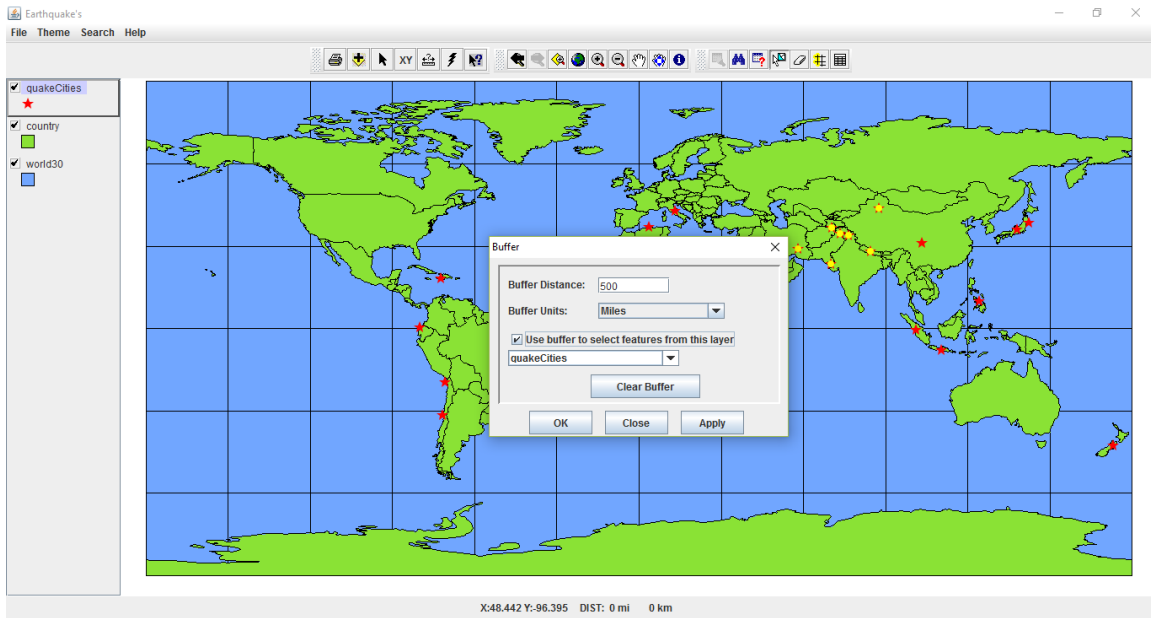 Earthquake's
File Theme Search Help
XY
quakeCities
country
world30
Buffer
Buffer Distance: 500
Buffer Units: Miles
Use buffer to select features from this layer
quakeCities
Clear Buffer
OK Close Apply
X:48.442 Y:-96.395 DIST: 0 mi 0 km